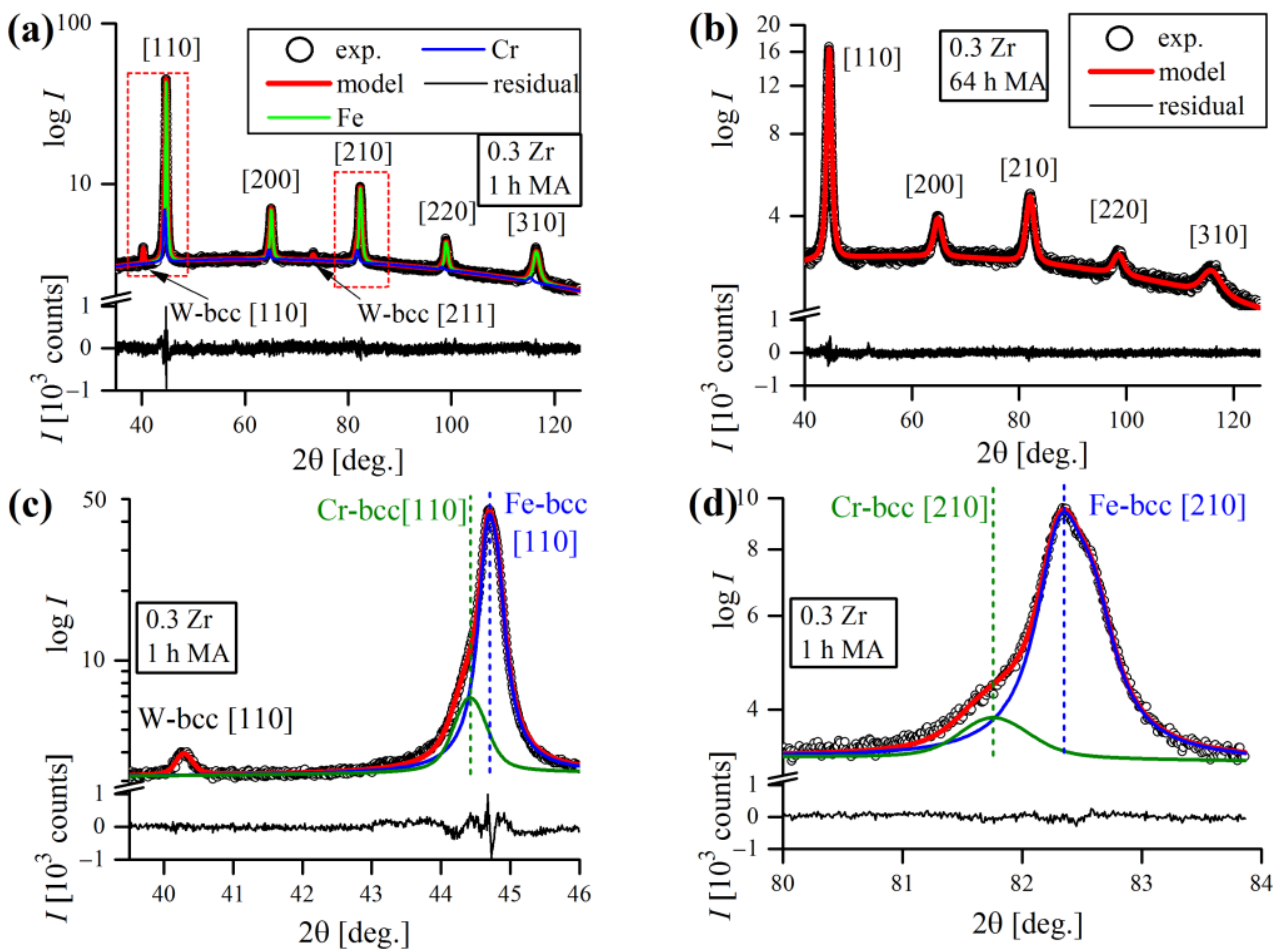 (a)
100
10
log I
[110]
[200]
[210]
[220]
[310]
exp.
Cr
model
residual
Fe
0.3 Zr
1 h MA
W-bcc [110]
W-bcc [211]
1
0
−1
I [10³ counts]
40 60 80 100 120
2θ [deg.]
(b)
20
16
12
8
4
log I
[110]
[200]
[210]
[220]
[310]
0.3 Zr
64 h MA
exp.
model
residual
1
0
−1
I [10³ counts]
40 60 80 100 120
2θ [deg.]
(c)
50
10
log I
Cr-bcc[110]
Fe-bcc
[110]
0.3 Zr
1 h MA
W-bcc [110]
1
0
−1
I [10³ counts]
40 41 42 43 44 45 46
2θ [deg.]
(d)
10
8
6
4
log I
Cr-bcc [210]
Fe-bcc [210]
0.3 Zr
1 h MA
1
0
−1
I [10³ counts]
80 81 82 83 84
2θ [deg.]